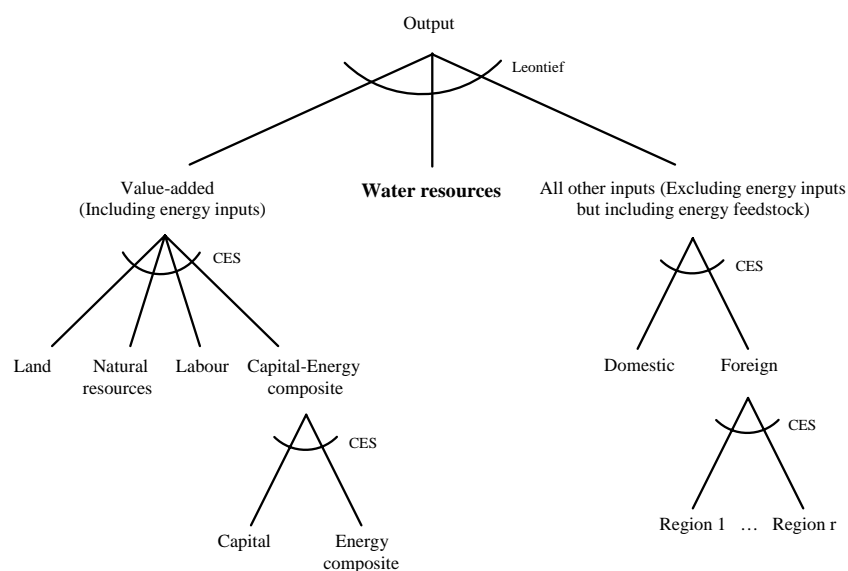 Output
Leontief
Value-added
(Including energy inputs)
Water resources
All other inputs (Excluding energy inputs
but including energy feedstock)
CES
CES
Land
Natural
resources
Labour
Capital-Energy
composite
Domestic
Foreign
CES
CES
Capital
Energy
composite
Region 1 … Region r